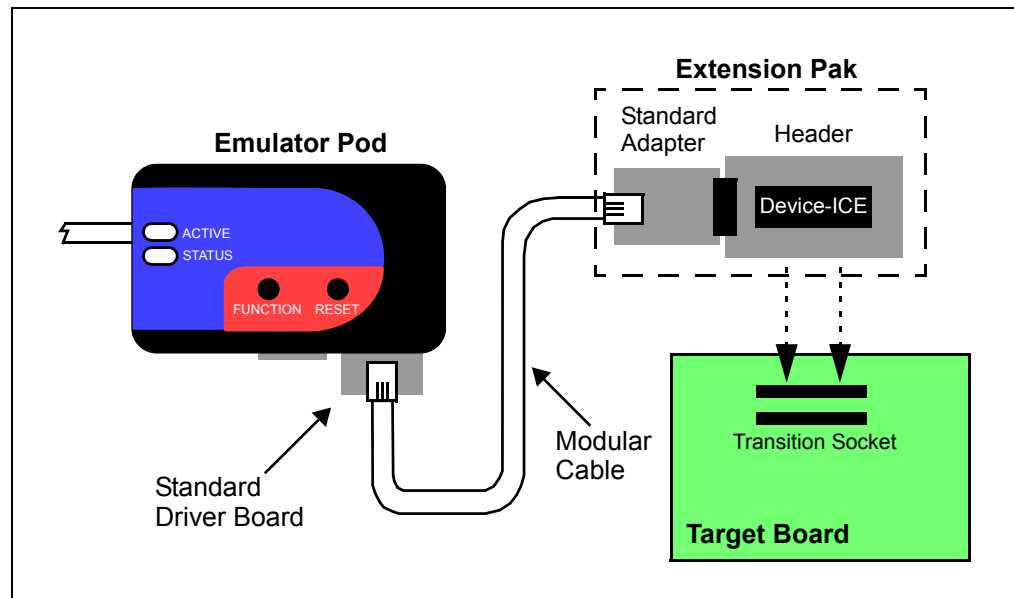 Extension Pak
Standard
Adapter
Header
Device-ICE
Emulator Pod
ACTIVE
STATUS
FUNCTION
RESET
Standard
Driver Board
Modular
Cable
Transition Socket
Target Board